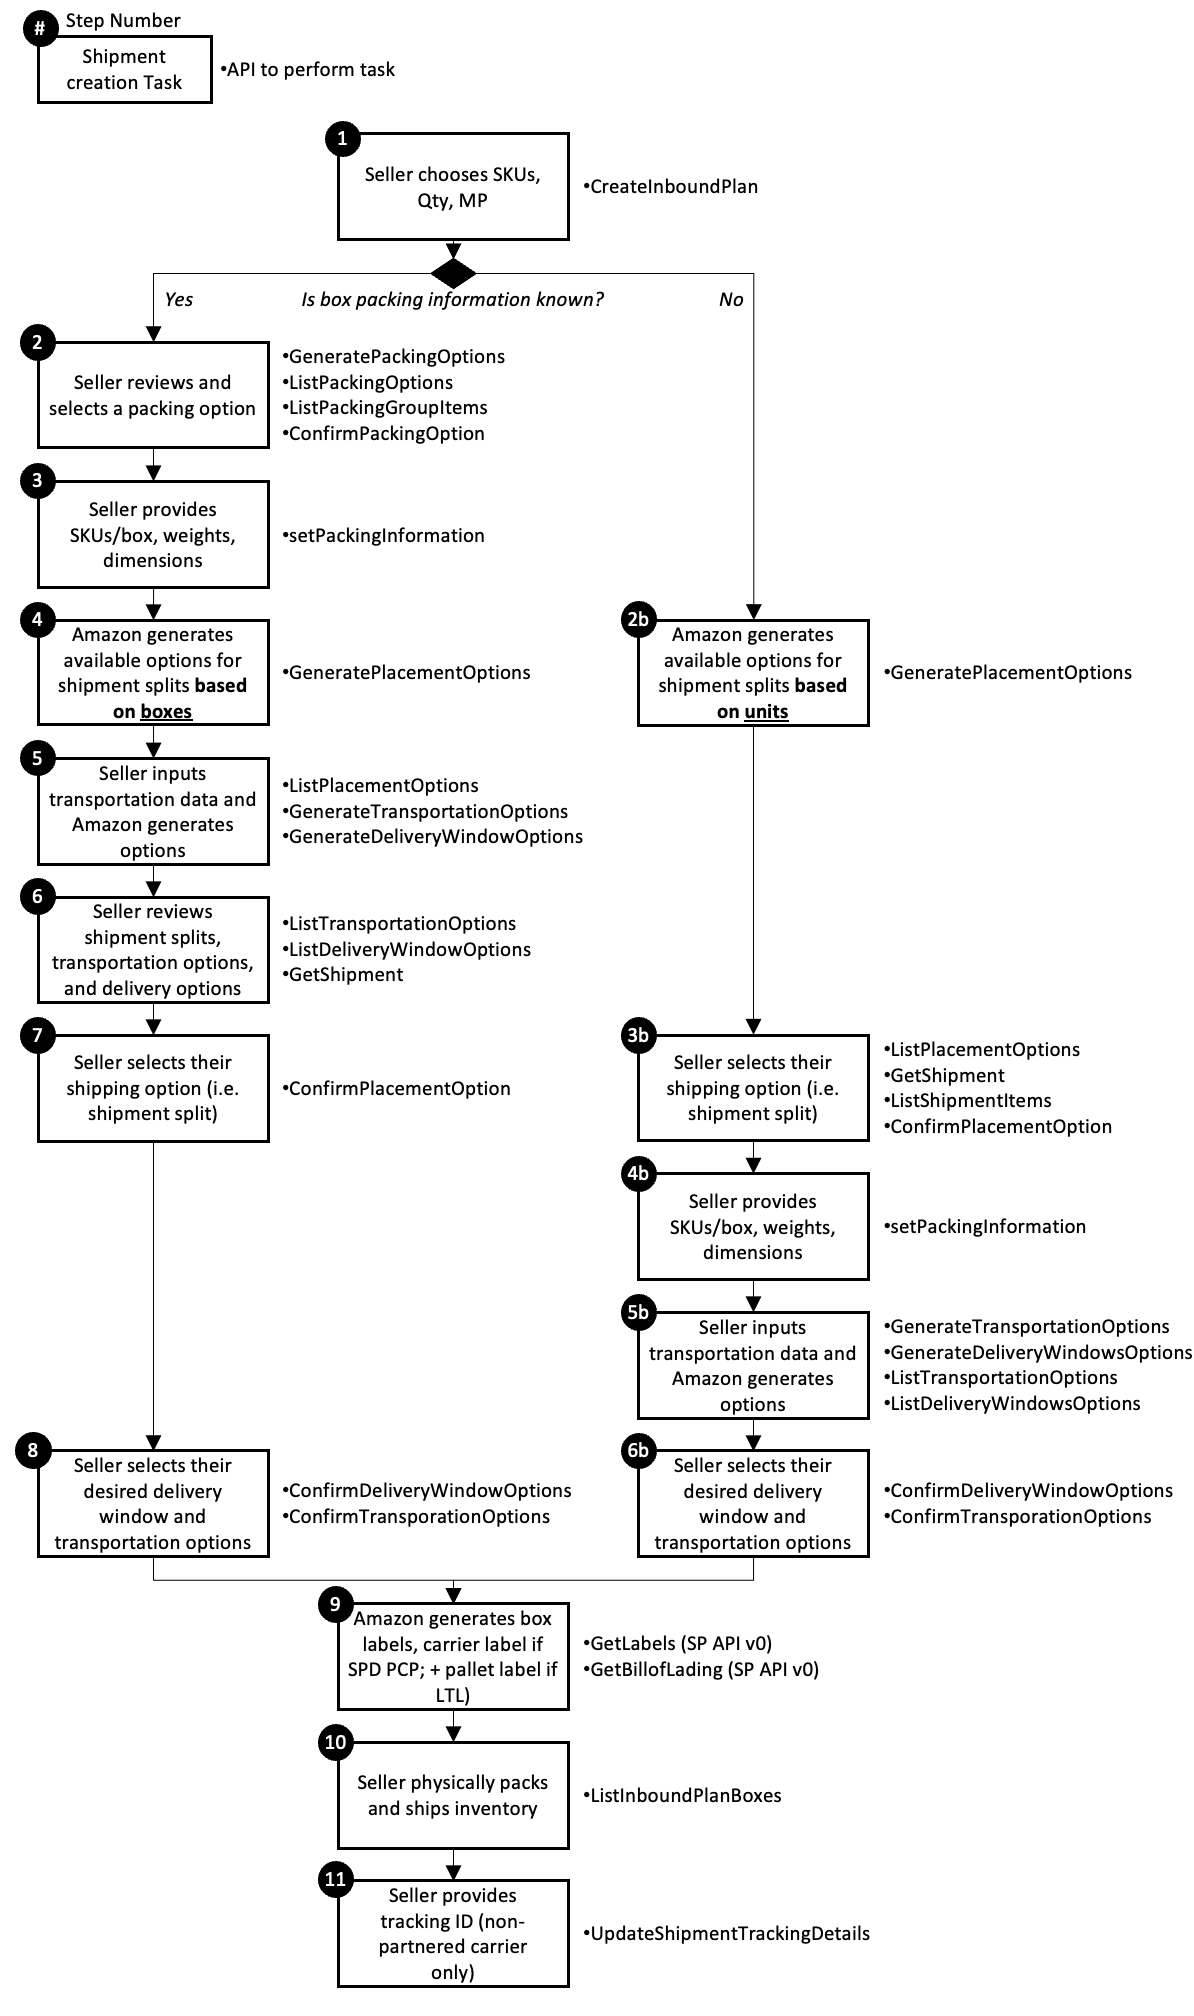 #
Step Number
Shipment
creation Task
•API to perform task
1
Seller chooses SKUs,
Qty, MP
•CreateInboundPlan
Yes
Is box packing information known?
No
2
Seller reviews and
selects a packing option
•GeneratePackingOptions
•ListPackingOptions
•ListPackingGroupItems
•ConfirmPackingOption
3
Seller provides
SKUs/box, weights,
dimensions
•setPackingInformation
4
Amazon generates
available options for
shipment splits based
on boxes
•GeneratePlacementOptions
2b
Amazon generates
available options for
shipment splits based
on units
•GeneratePlacementOptions
5
Seller inputs
transportation data and
Amazon generates
options
•ListPlacementOptions
•GenerateTransportationOptions
•GenerateDeliveryWindowOptions
6
Seller reviews
shipment splits,
transportation options,
and delivery options
•ListTransportationOptions
•ListDeliveryWindowOptions
•GetShipment
7
Seller selects their
shipping option (i.e.
shipment split)
•ConfirmPlacementOption
3b
Seller selects their
shipping option (i.e.
shipment split)
•ListPlacementOptions
•GetShipment
•ListShipmentItems
•ConfirmPlacementOption
4b
Seller provides
SKUs/box, weights,
dimensions
•setPackingInformation
5b
Seller inputs
transportation data and
Amazon generates
options
•GenerateTransportationOptions
•GenerateDeliveryWindowsOptions
•ListTransportationOptions
•ListDeliveryWindowsOptions
8
Seller selects their
desired delivery
window and
transportation options
•ConfirmDeliveryWindowOptions
•ConfirmTransporationOptions
6b
Seller selects their
desired delivery
window and
transportation options
•ConfirmDeliveryWindowOptions
•ConfirmTransporationOptions
9
Amazon generates box
labels, carrier label if
SPD PCP; + pallet label if
LTL)
•GetLabels (SP API v0)
•GetBillofLading (SP API v0)
10
Seller physically packs
and ships inventory
•ListInboundPlanBoxes
11
Seller provides
tracking ID (non-
partnered carrier
only)
•UpdateShipmentTrackingDetails